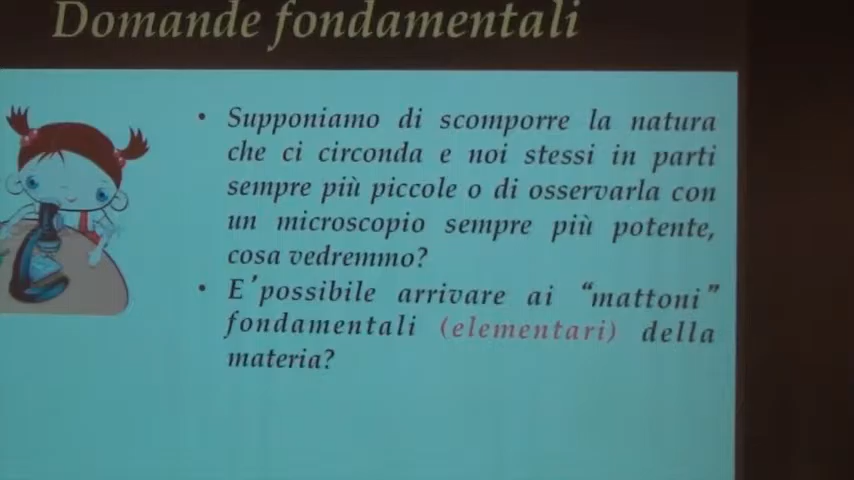 Domande fondamentali
• Supponiamo di scomporre la natura
che ci circonda e noi stessi in parti
sempre più piccole o di osservarla con
un microscopio sempre più potente,
cosa vedremmo?
• E'possibile arrivare ai “mattoni”
fondamentali (elementari) della
materia?